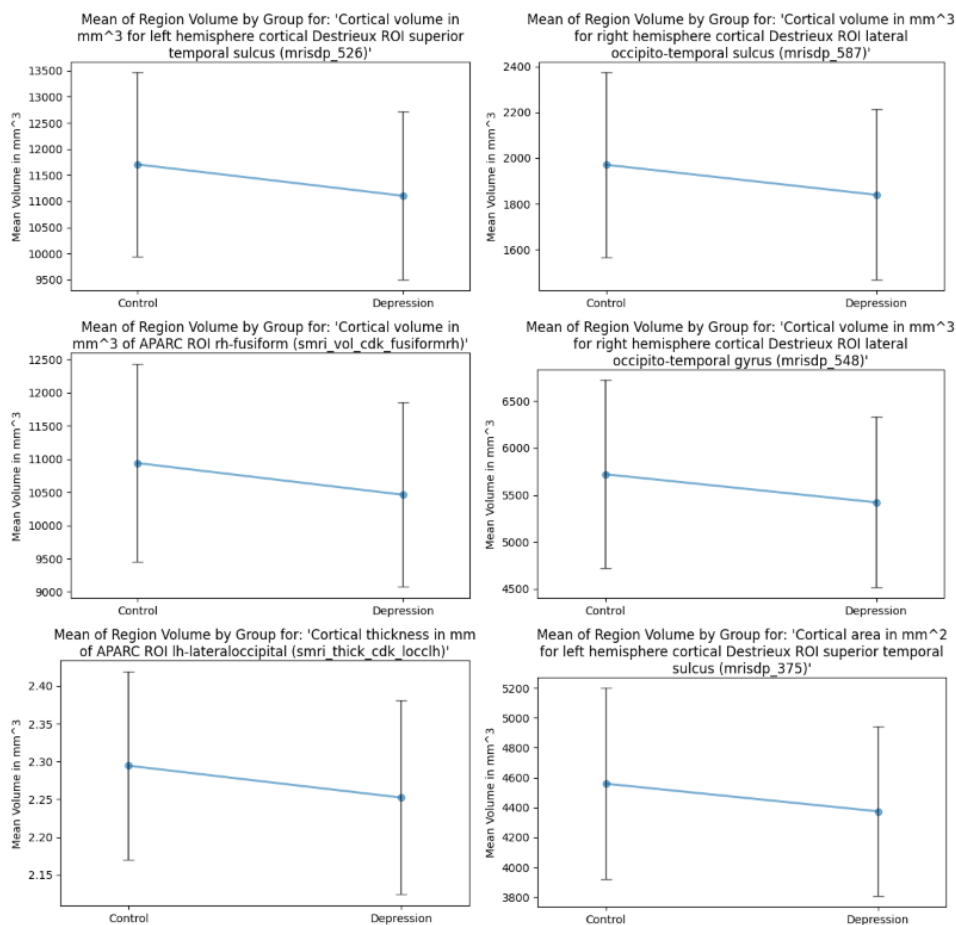 Mean of Region Volume by Group for: 'Cortical volume in
mm^3 for left hemisphere cortical Destrieux ROI superior
temporal sulcus (mrisdp_526)'
13500
13000
12500
12000
11500
11000
10500
10000
9500
Mean Volume in mm^3
Control
Depression
Mean of Region Volume by Group for: 'Cortical volume in mm^3
for right hemisphere cortical Destrieux ROI lateral
occipito-temporal sulcus (mrisdp_587)'
2400
2200
2000
1800
1600
Mean Volume in mm^3
Control
Depression
Mean of Region Volume by Group for: 'Cortical volume in
mm^3 of APARC ROI rh-fusiform (smri_vol_cdk_fusiformrh)'
12500
12000
11500
11000
10500
10000
9500
9000
Mean Volume in mm^3
Control
Depression
Mean of Region Volume by Group for: 'Cortical volume in mm^3
for right hemisphere cortical Destrieux ROI lateral
occipito-temporal gyrus (mrisdp_548)'
6500
6000
5500
5000
4500
Mean Volume in mm^3
Control
Depression
Mean of Region Volume by Group for: 'Cortical thickness in mm
of APARC ROI lh-lateraloccipital (smri_thick_cdk_locclh)'
2.40
2.35
2.30
2.25
2.20
2.15
Mean Volume in mm^3
Control
Depression
Mean of Region Volume by Group for: 'Cortical area in mm^2
for left hemisphere cortical Destrieux ROI superior temporal
sulcus (mrisdp_375)'
5200
5000
4800
4600
4400
4200
4000
3800
Mean Volume in mm^3
Control
Depression